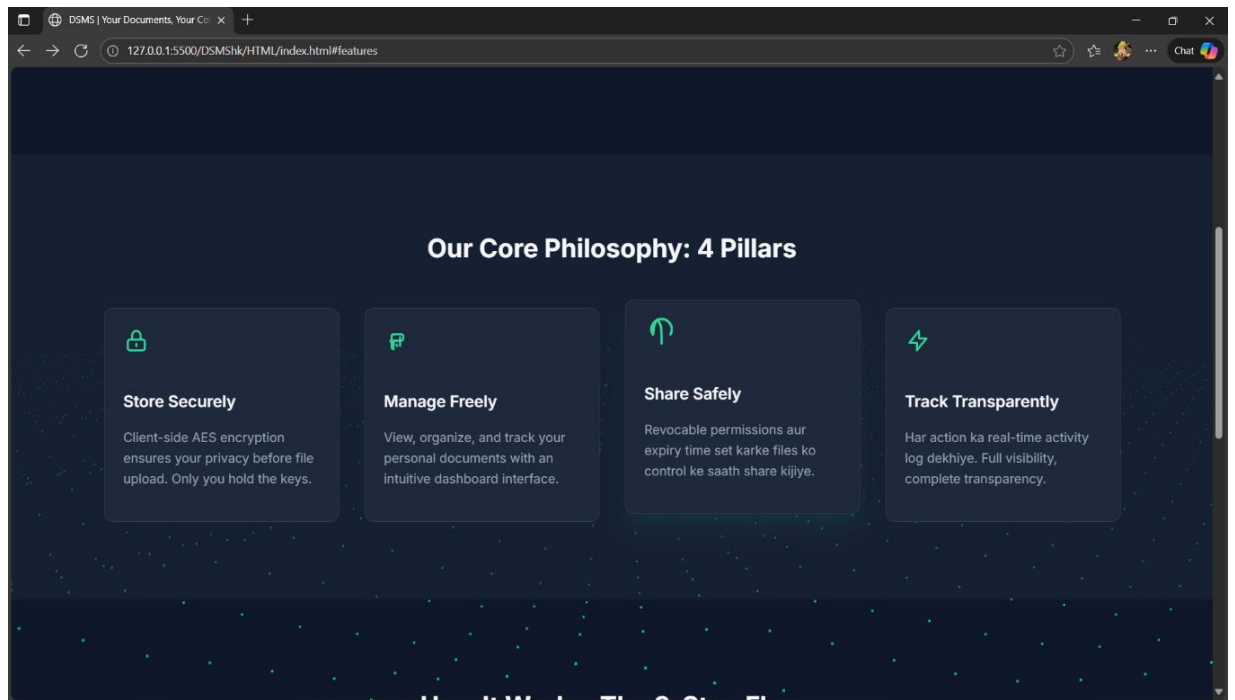 DSMS | Your Documents, Your Co
127.0.0.1:5500/DSMShk/HTML/index.html#features
Chat
Our Core Philosophy: 4 Pillars
Store Securely
Client-side AES encryption
ensures your privacy before file
upload. Only you hold the keys.
Manage Freely
View, organize, and track your
personal documents with an
intuitive dashboard interface.
Share Safely
Revocable permissions aur
expiry time set karke files ko
control ke saath share kijiye.
Track Transparently
Har action ka real-time activity
log dekhiye. Full visibility,
complete transparency.